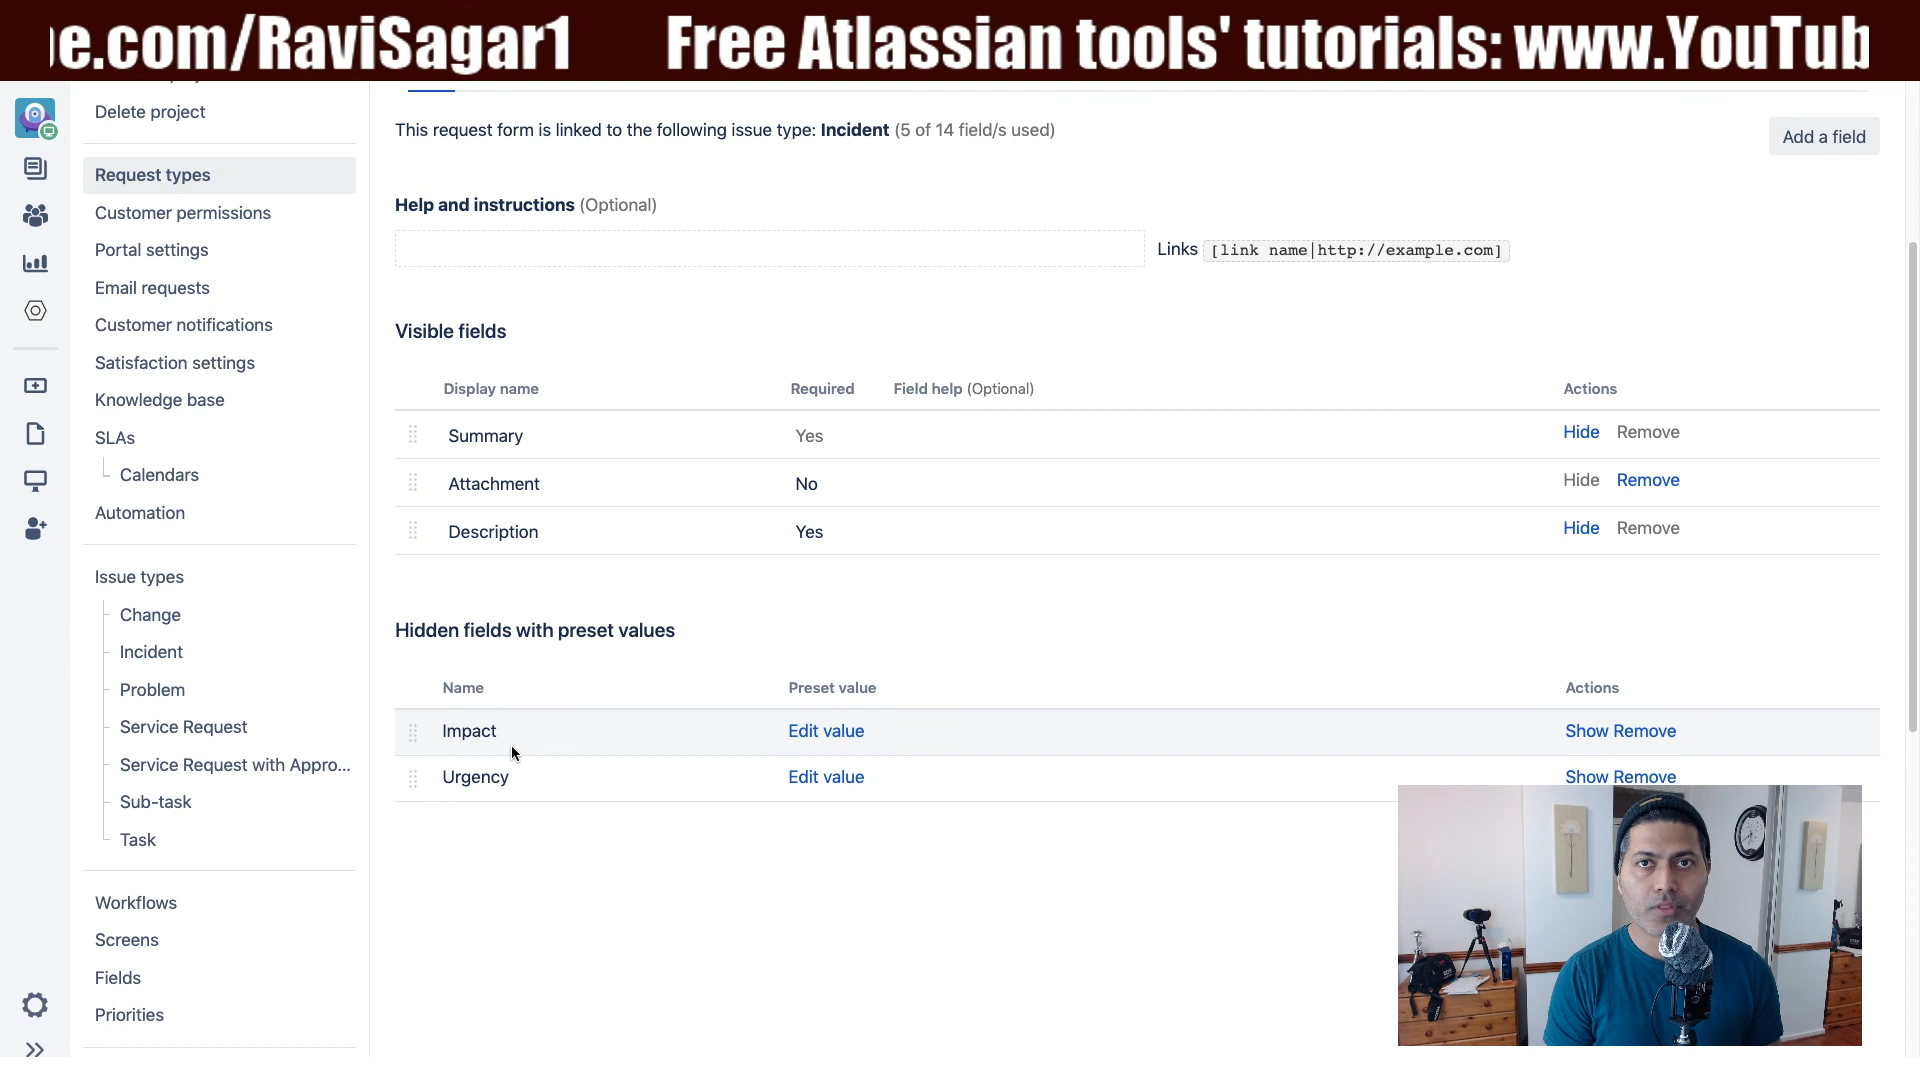 e.com/RaviSagar1 Free Atlassian tools' tutorials: www.YouTub
Delete project
Request types
Customer permissions
Portal settings
Email requests
Customer notifications
Satisfaction settings
Knowledge base
SLAs
Calendars
Automation
Issue types
Change
Incident
Problem
Service Request
Service Request with Appro...
Sub-task
Task
Workflows
Screens
Fields
Priorities
This request form is linked to the following issue type: Incident (5 of 14 field/s used)
Add a field
Help and instructions (Optional)
Links [link name|http://example.com]
Visible fields
Display name Required Field help (Optional) Actions
Summary Yes Hide Remove
Attachment No Hide Remove
Description Yes Hide Remove
Hidden fields with preset values
Name Preset value Actions
Impact Edit value Show Remove
Urgency Edit value Show Remove